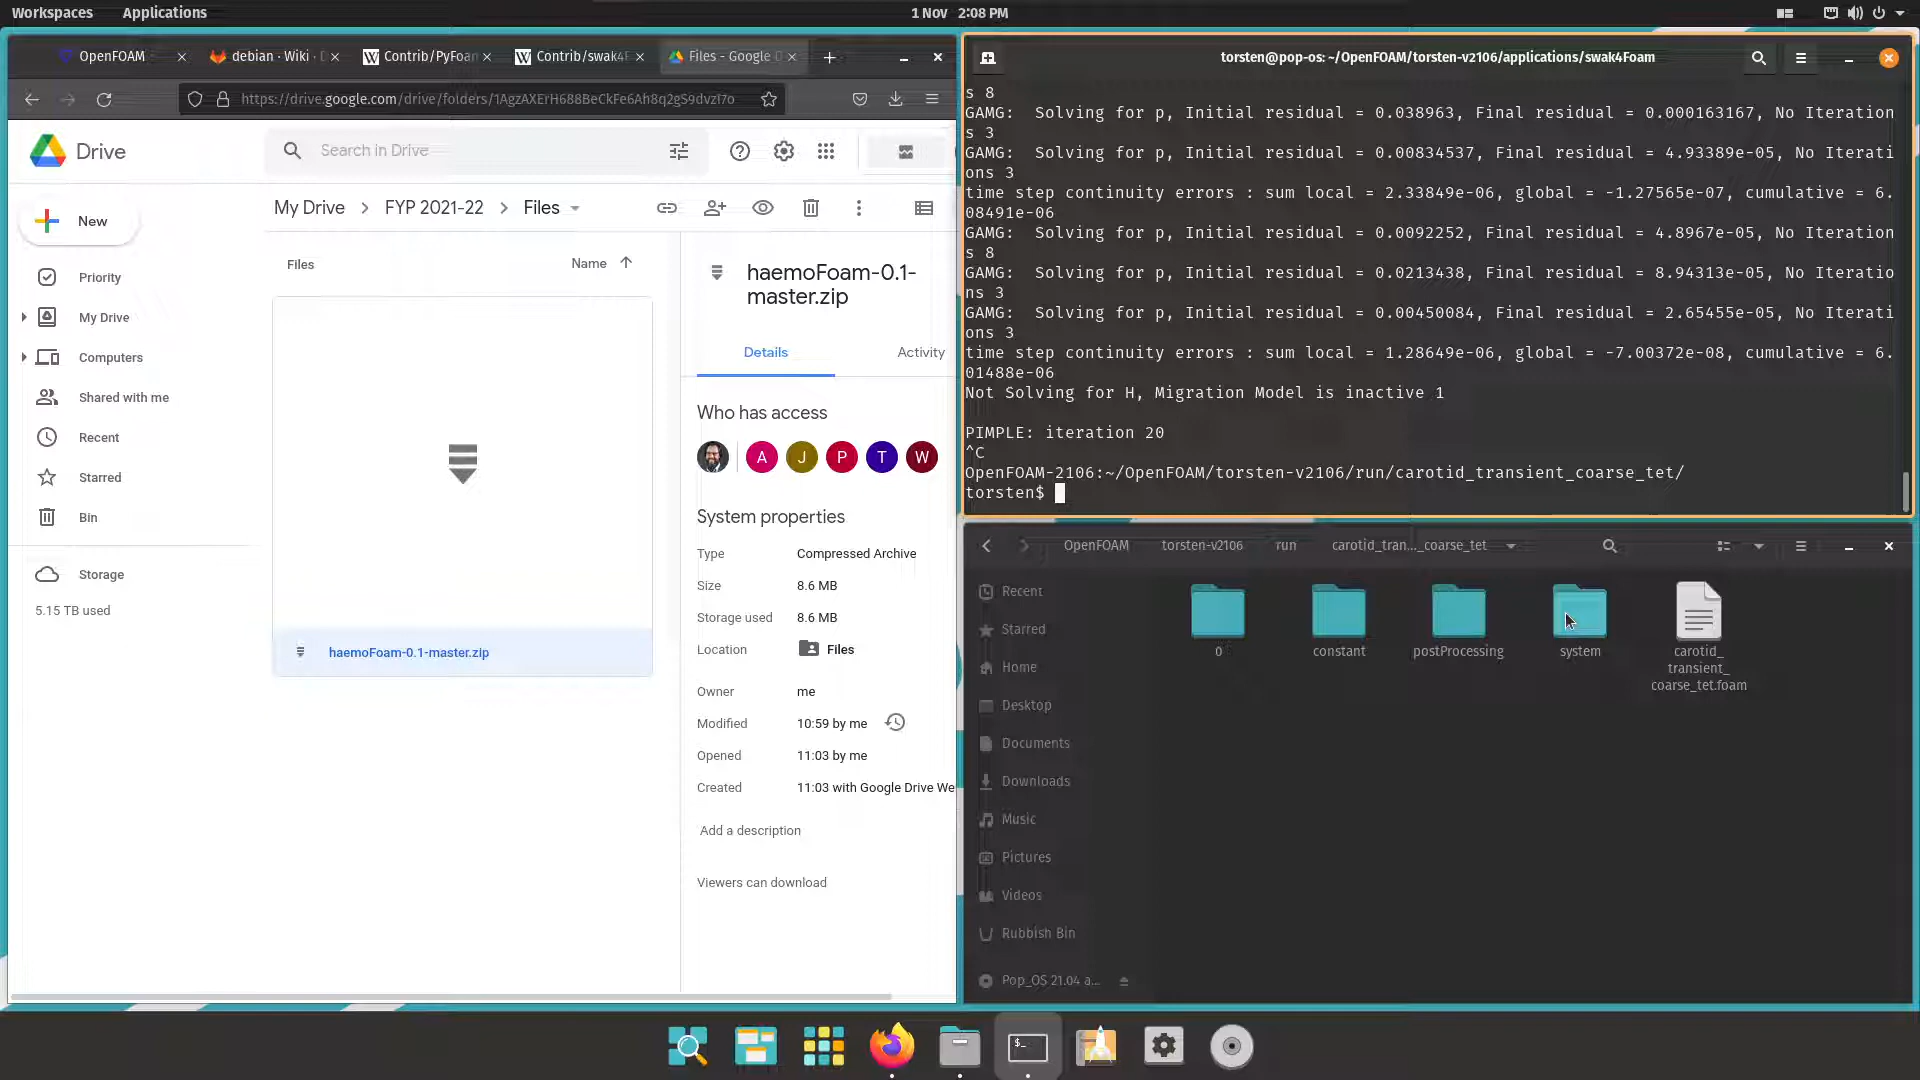 Workspaces Applications 1 Nov 2:08 PM
OpenFOAM debian · Wiki · Contrib/PyFoam Contrib/swak4F Files - Google D
https://drive.google.com/drive/folders/
Drive
Search in Drive
New
My Drive > FYP 2021-22 > Files
Priority
My Drive
Computers
Shared with me
Recent
Starred
Bin
Storage
5.15 TB used
Files Name
haemoFoam-0.1-master.zip
haemoFoam-0.1-
master.zip
Details Activity
Who has access
A J P T W
System properties
Type Compressed Archive
Size 8.6 MB
Storage used 8.6 MB
Location Files
Owner me
Modified 10:59 by me
Opened 11:03 by me
Created 11:03 with Google Drive We
Add a description
Viewers can download
torsten@pop-os: ~/OpenFOAM/torsten-v2106/applications/swak4Foam
s 8
GAMG:  Solving for p, Initial residual = 0.038963, Final residual = 0.000163167, No Iteration
s 3
GAMG:  Solving for p, Initial residual = 0.00834537, Final residual = 4.93389e-05, No Iterati
ons 3
time step continuity errors : sum local = 2.33849e-06, global = -1.27565e-07, cumulative = 6.
08491e-06
GAMG:  Solving for p, Initial residual = 0.0092252, Final residual = 4.8967e-05, No Iteration
s 8
GAMG:  Solving for p, Initial residual = 0.0213438, Final residual = 8.94313e-05, No Iteratio
ns 3
GAMG:  Solving for p, Initial residual = 0.00450084, Final residual = 2.65455e-05, No Iterati
ons 3
time step continuity errors : sum local = 1.28649e-06, global = -7.00372e-08, cumulative = 6.
01488e-06
Not Solving for H, Migration Model is inactive 1
PIMPLE: iteration 20
^C
OpenFOAM-2106:~/OpenFOAM/torsten-v2106/run/carotid_transient_coarse_tet/
torsten$
OpenFOAM torsten-v2106 run carotid_tran…_coarse_tet
Recent
Starred
Home
Desktop
Documents
Downloads
Music
Pictures
Videos
Rubbish Bin
Pop_OS 21.04 a…
0 constant postProcessing system carotid_
transient_
coarse_tet.foam